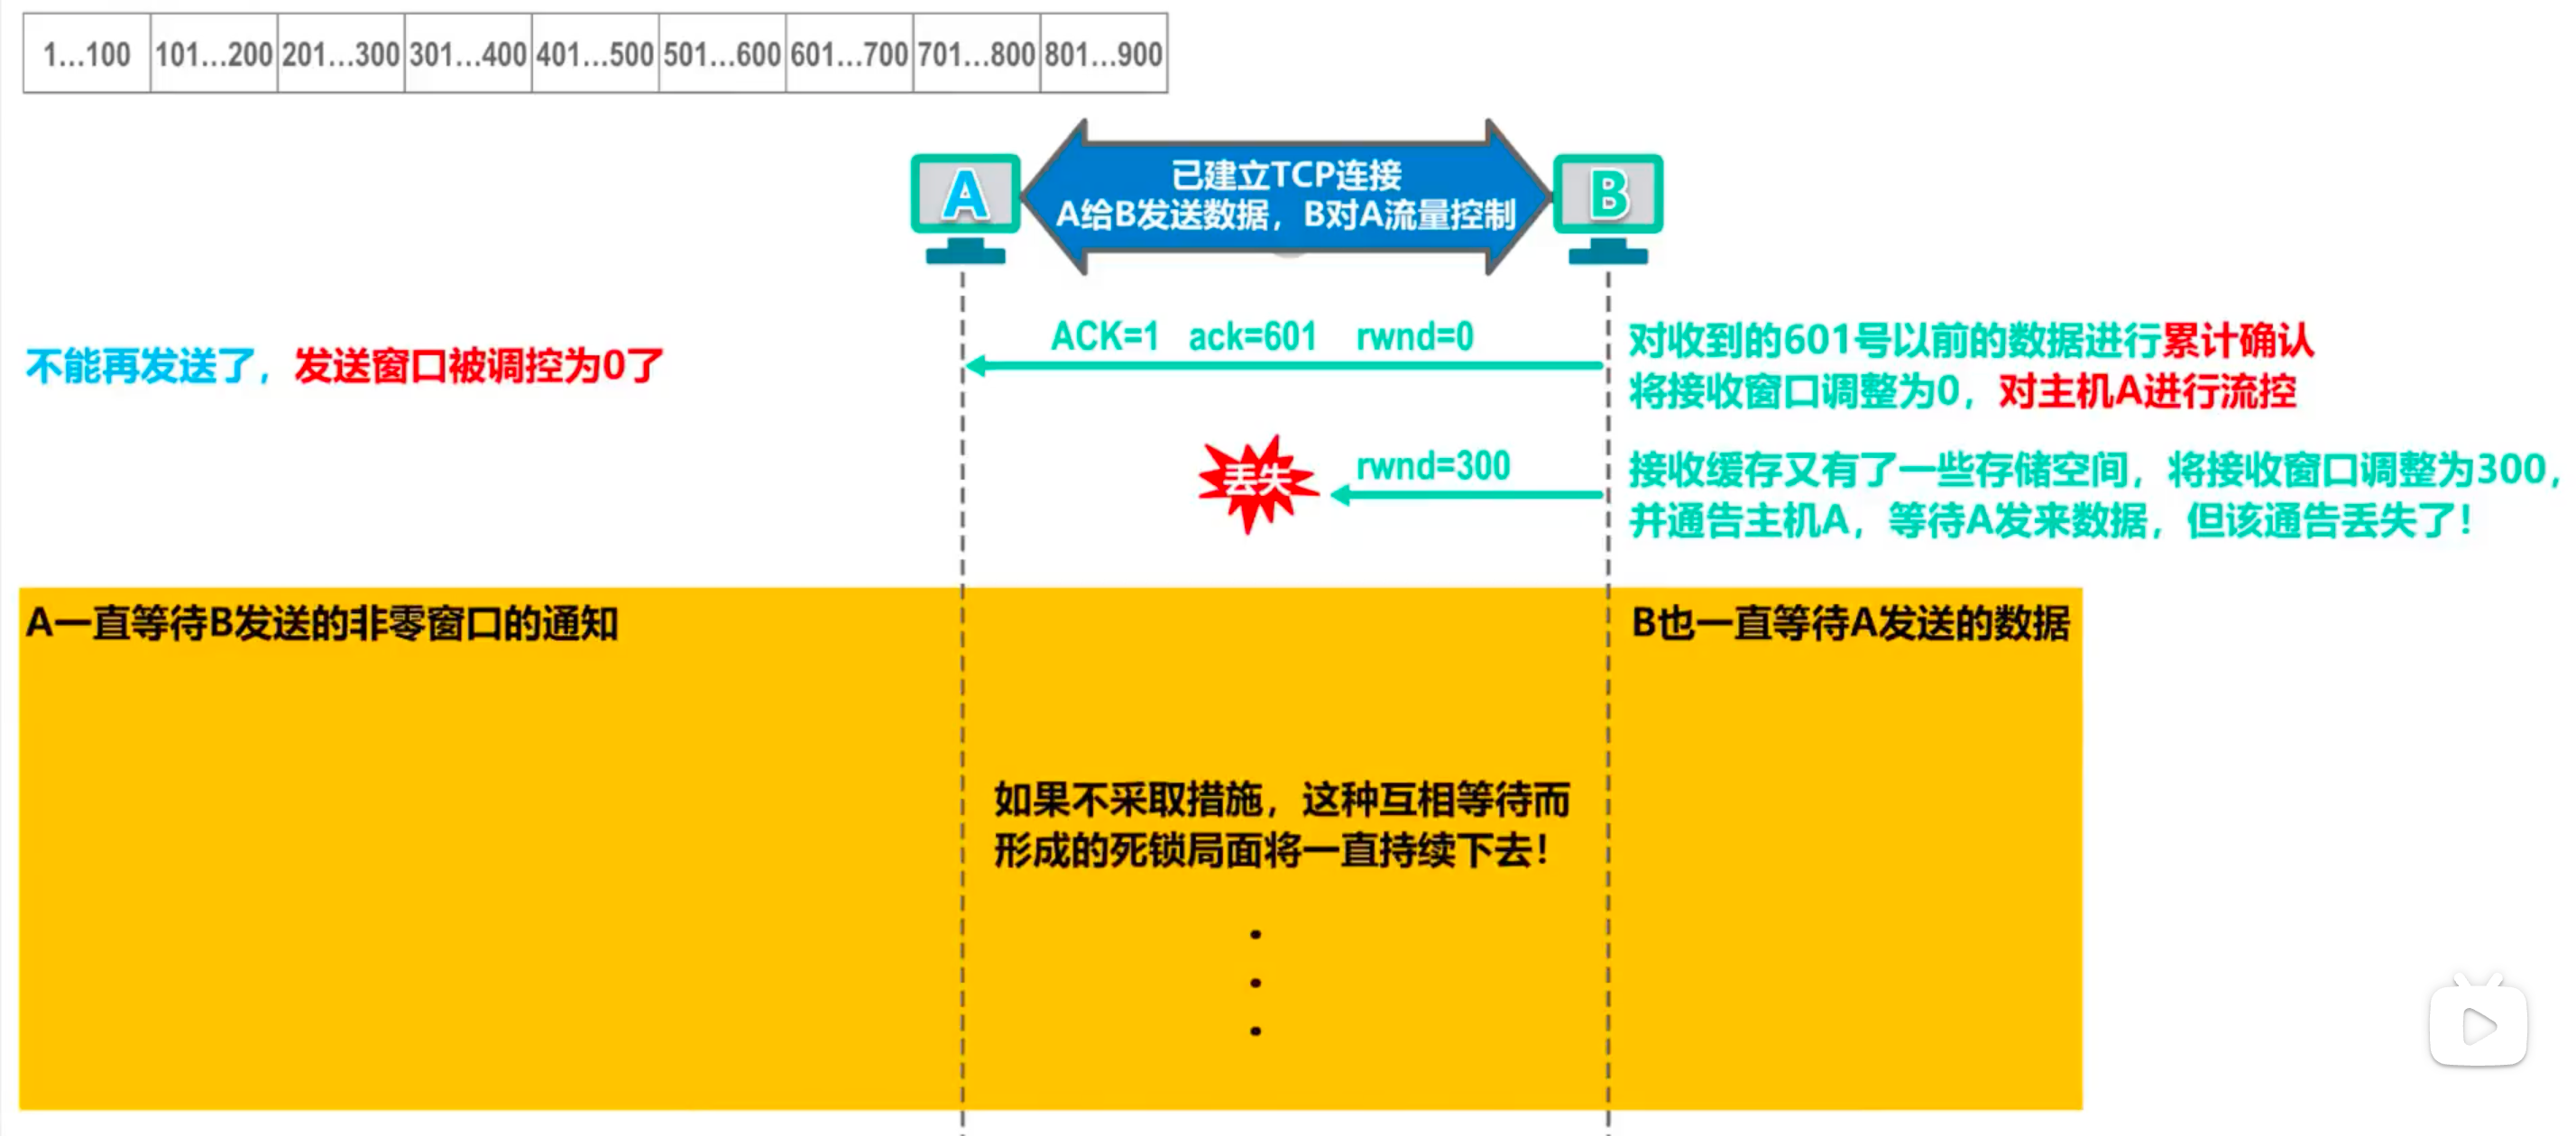 1...100 101...200 201...300 301...400 401...500 501...600 601...700 701...800 801...900
A
已建立TCP连接
A给B发送数据，B对A流量控制
B
不能再发送了，发送窗口被调控为0了
ACK=1 ack=601 rwnd=0
对收到的601号以前的数据进行累计确认
将接收窗口调整为0，对主机A进行流控
丢失
rwnd=300
接收缓存又有了一些存储空间，将接收窗口调整为300，
并通告主机A，等待A发来数据，但该通告丢失了！
A一直等待B发送的非零窗口的通知
B也一直等待A发送的数据
如果不采取措施，这种互相等待而
形成的死锁局面将一直持续下去！